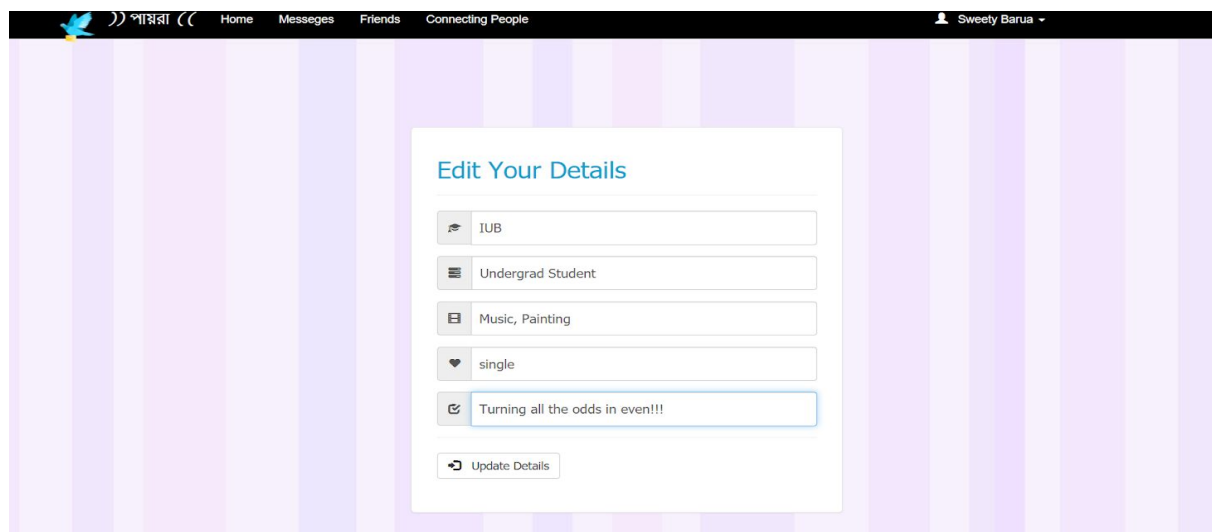 )) পায়রা (( Home Messeges Friends Connecting People Sweety Barua
Edit Your Details
IUB
Undergrad Student
Music, Painting
single
Turning all the odds in even!!!
Update Details